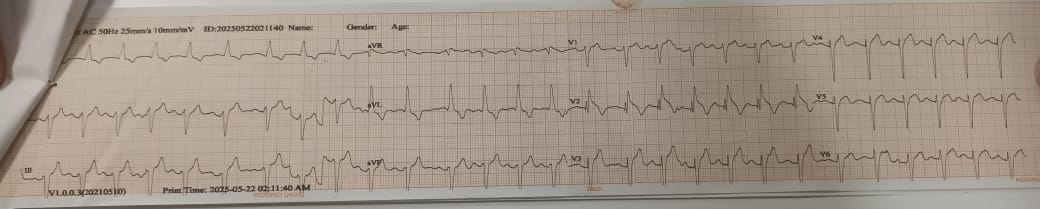 AC 50Hz 25mm/s 10mm/mV ID:20250522021140 Name: Gender: Age:
aVR
V1
V4
aVL
V2
V5
III
aVF
V3
V6
V1.0.0.3(20210510) Print Time: 2025-05-22 02:11:40 AM